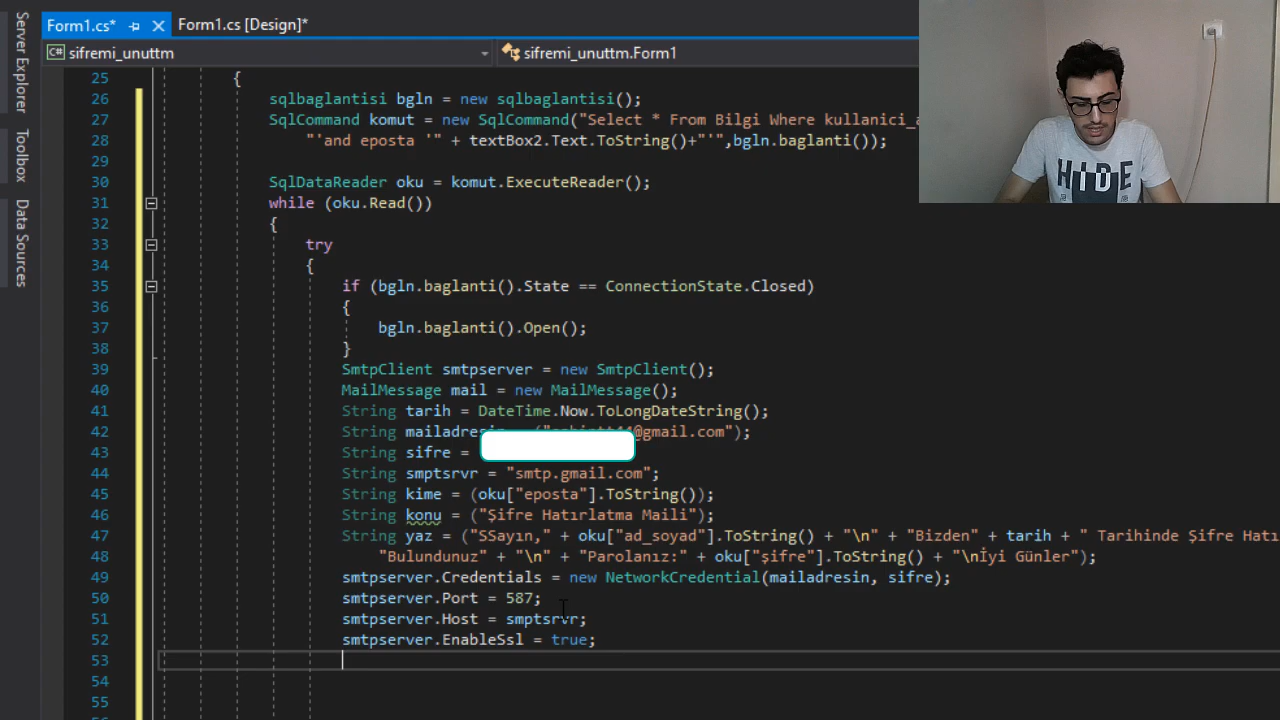 Form1.cs*
Form1.cs [Design]*
C# sifremi_unuttm
sifremi_unuttm.Form1
Server Explorer
Toolbox
Data Sources
25 {
26 sqlbaglantisi bgln = new sqlbaglantisi();
27 SqlCommand komut = new SqlCommand("Select * From Bilgi Where
28 "'and eposta '" + textBox2.Text.ToString()+"'",bgln.baglanti());
29
30 SqlDataReader oku = komut.ExecuteReader();
31 while (oku.Read())
32 {
33 try
34 {
35 if (bgln.baglanti().State == ConnectionState.Closed)
36 {
37 bgln.baglanti().Open();
38 }
39 SmtpClient smtpserver = new SmtpClient();
40 MailMessage mail = new MailMessage();
41 String tarih = DateTime.Now.ToLongDateString();
42 String @gmail.com");
43 String sifre =
44 String smptsrvr = "smtp.gmail.com";
45 String kime = (oku["eposta"].ToString());
46 String konu = ("Şifre Hatırlatma Maili");
47 String yaz = ("SSayın," + oku["ad_soyad"].ToString() + "\n" + "Bizden" + tarih + " Tarihinde Şifre
48 "Bulundunuz" + "\n" + "Parolanız:" + oku["şifre"].ToString() + "\nİyi Günler");
49 smtpserver.Credentials = new NetworkCredential(mailadresin, sifre);
50 smtpserver.Port = 587;
51 smtpserver.Host = smptsrvr;
52 smtpserver.EnableSsl = true;
53
54
55
HIDE